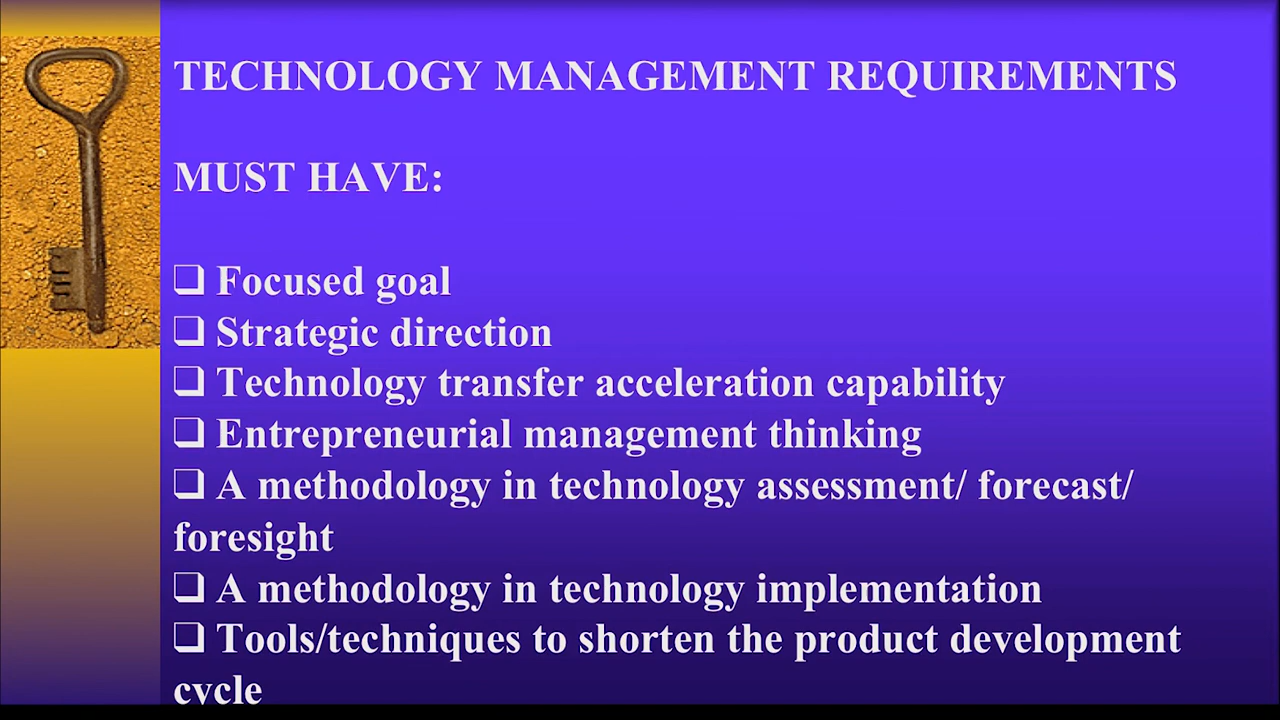 TECHNOLOGY MANAGEMENT REQUIREMENTS
MUST HAVE:
❑ Focused goal
❑ Strategic direction
❑ Technology transfer acceleration capability
❑ Entrepreneurial management thinking
❑ A methodology in technology assessment/ forecast/
foresight
❑ A methodology in technology implementation
❑ Tools/techniques to shorten the product development
cycle